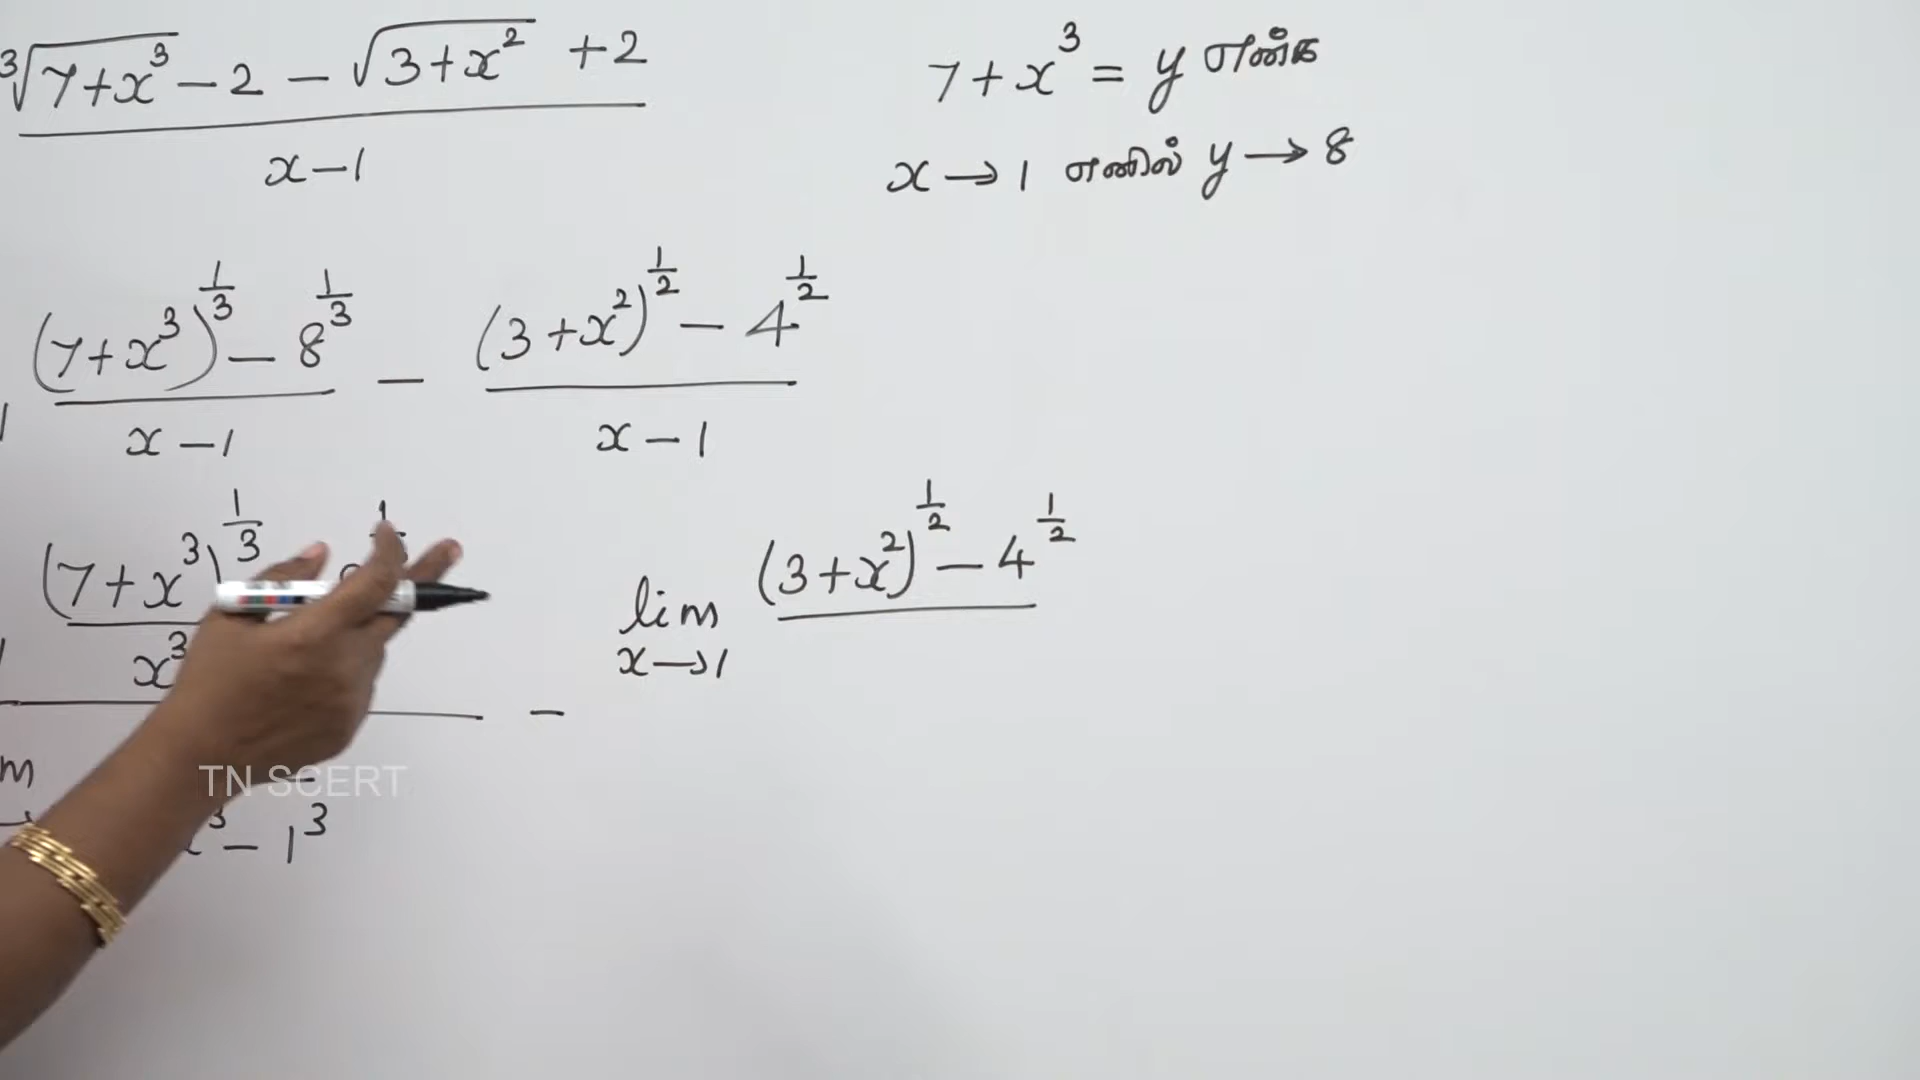 ∛(7+x³) - 2 - √(3+x²) + 2
x - 1
7 + x³ = y என்க
x → 1 எனில் y → 8
(7+x³)^(1/3) - 8^(1/3)
x - 1
-
(3+x²)^(1/2) - 4^(1/2)
x - 1
(7+x³)^(1/3)
x³
-
lim
x→1
(3+x²)^(1/2) - 4^(1/2)
TN SCERT
- 1³